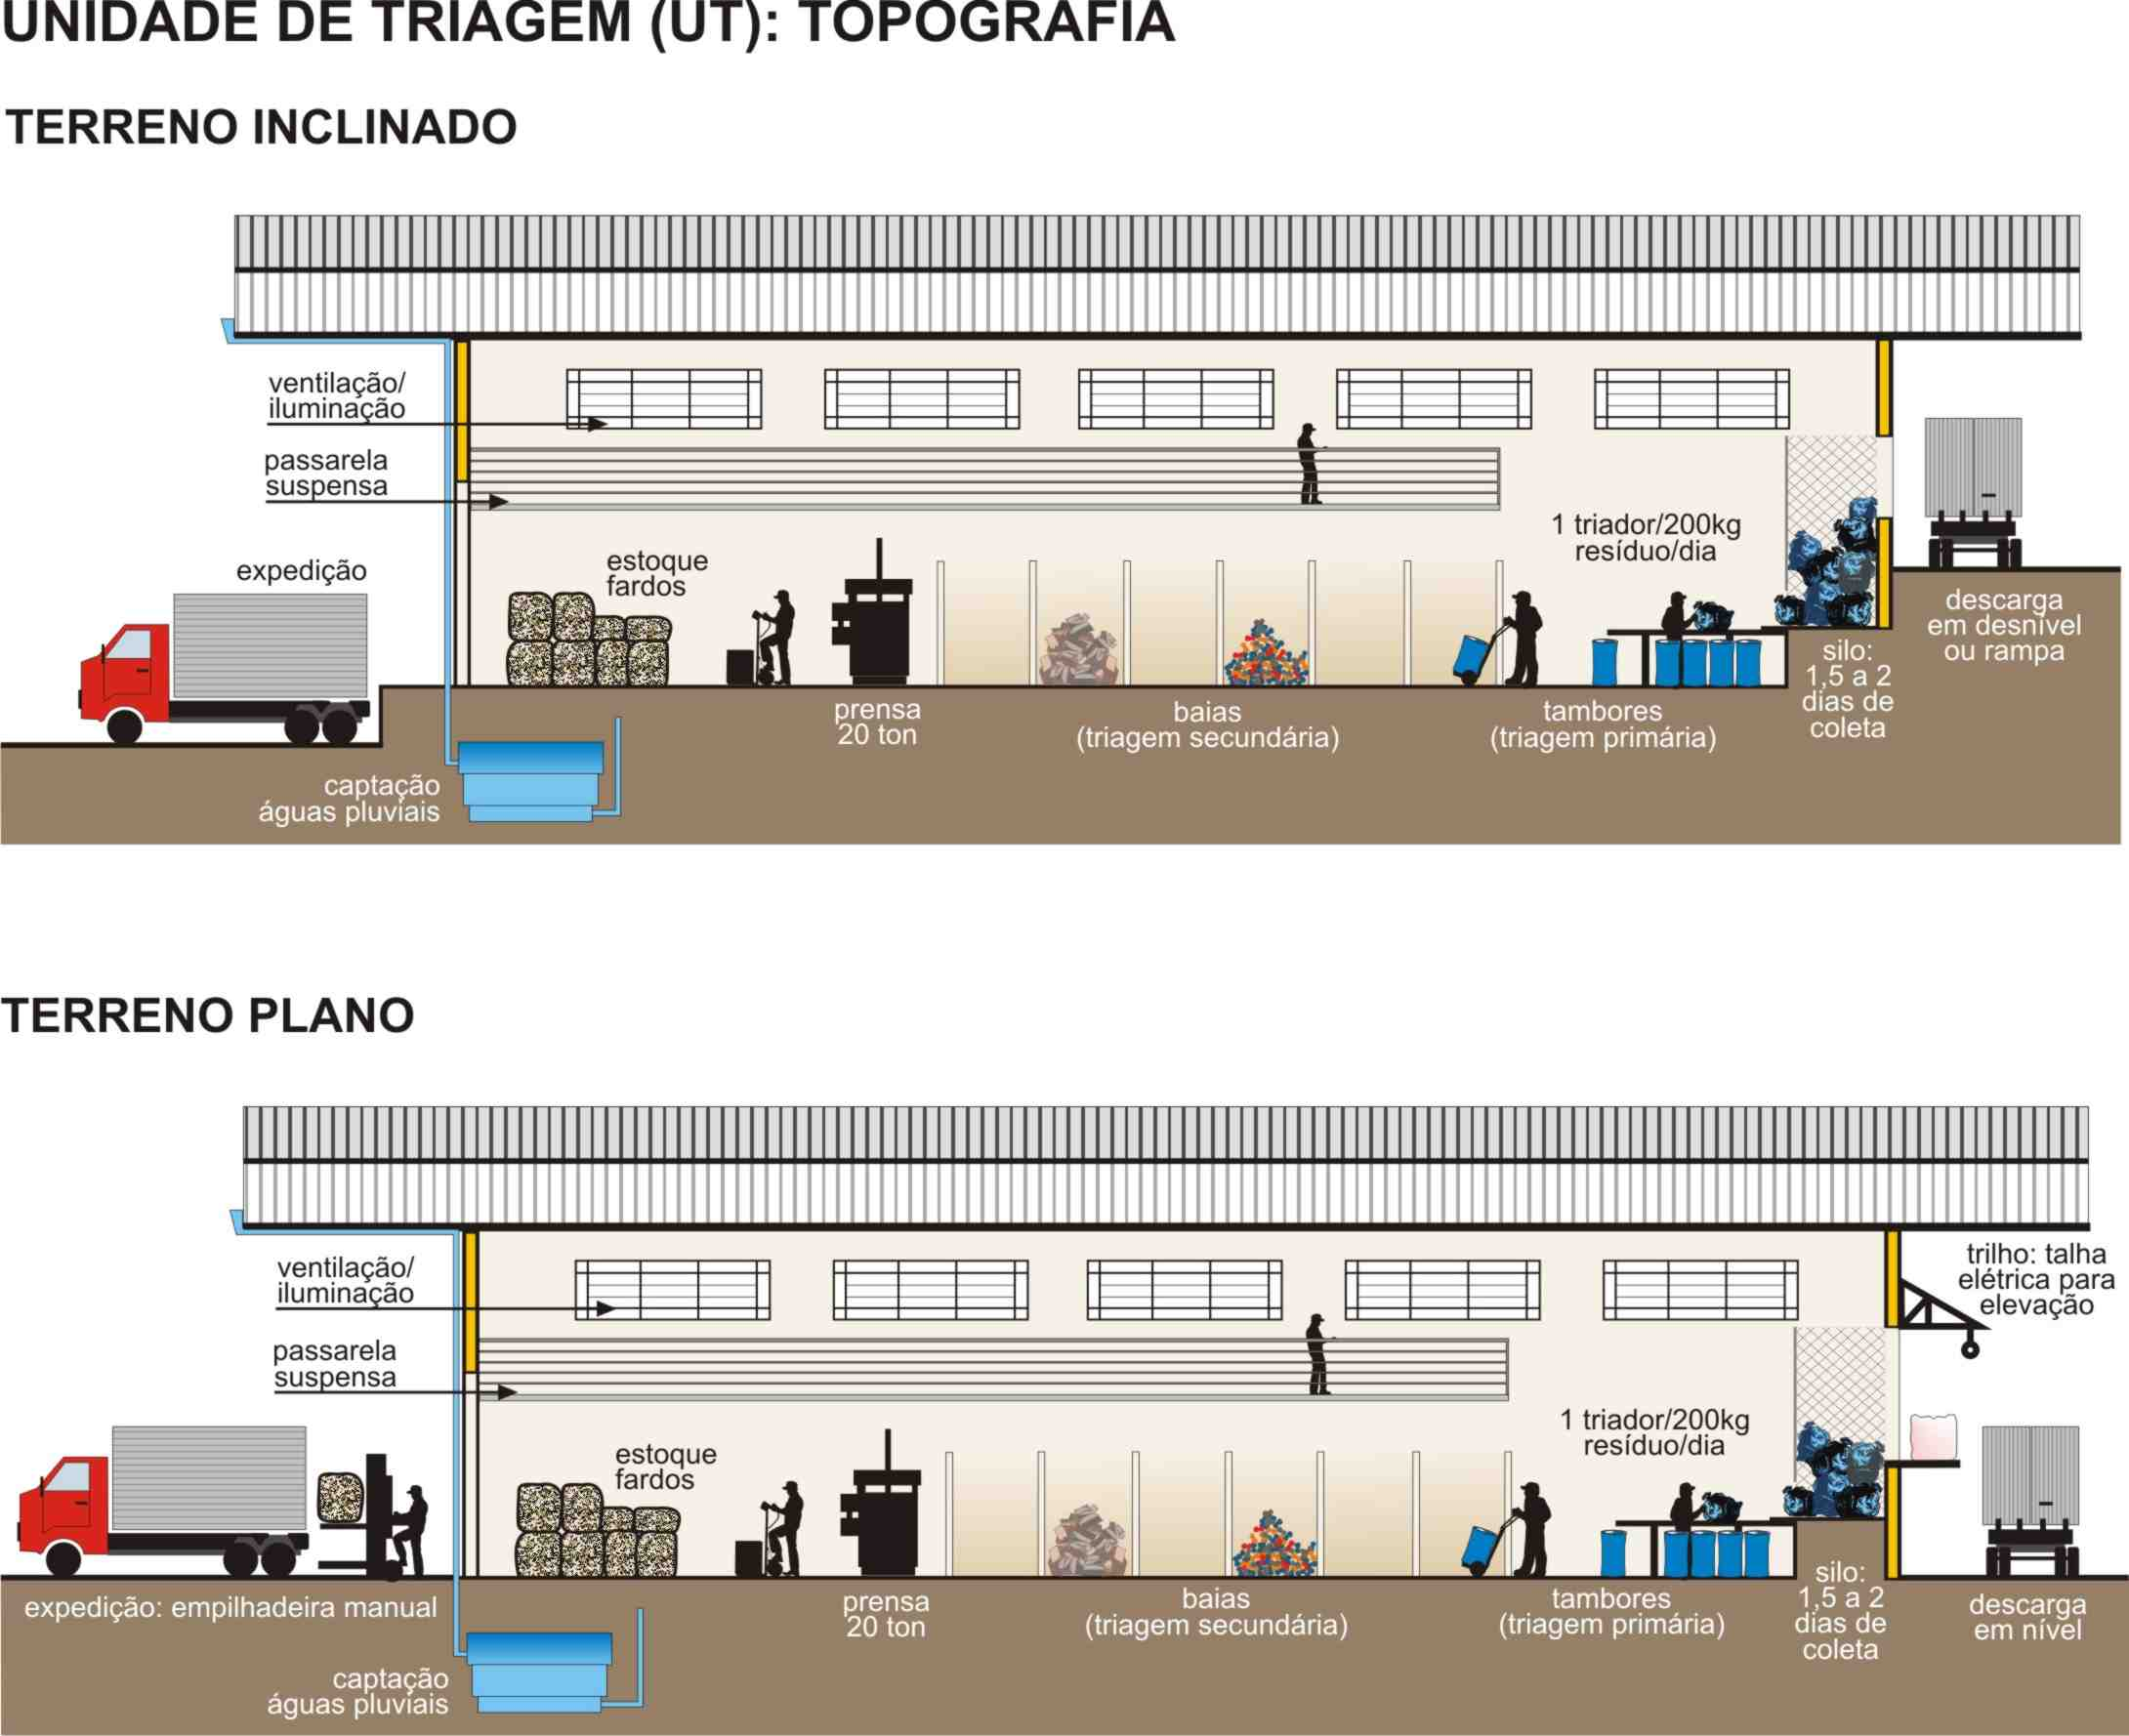 UNIDADE DE TRIAGEM (UT): TOPOGRAFIA
TERRENO INCLINADO
ventilação/
iluminação
passarela
suspensa
expedição
estoque
fardos
1 triador/200kg
resíduo/dia
descarga
em desnível
ou rampa
silo:
1,5 a 2
dias de
coleta
prensa
20 ton
baias
(triagem secundária)
tambores
(triagem primária)
captação
águas pluviais
TERRENO PLANO
ventilação/
iluminação
trilho: talha
elétrica para
elevação
passarela
suspensa
estoque
fardos
1 triador/200kg
resíduo/dia
expedição: empilhadeira manual
prensa
20 ton
baias
(triagem secundária)
tambores
(triagem primária)
silo:
1,5 a 2
dias de
coleta
descarga
em nível
captação
águas pluviais